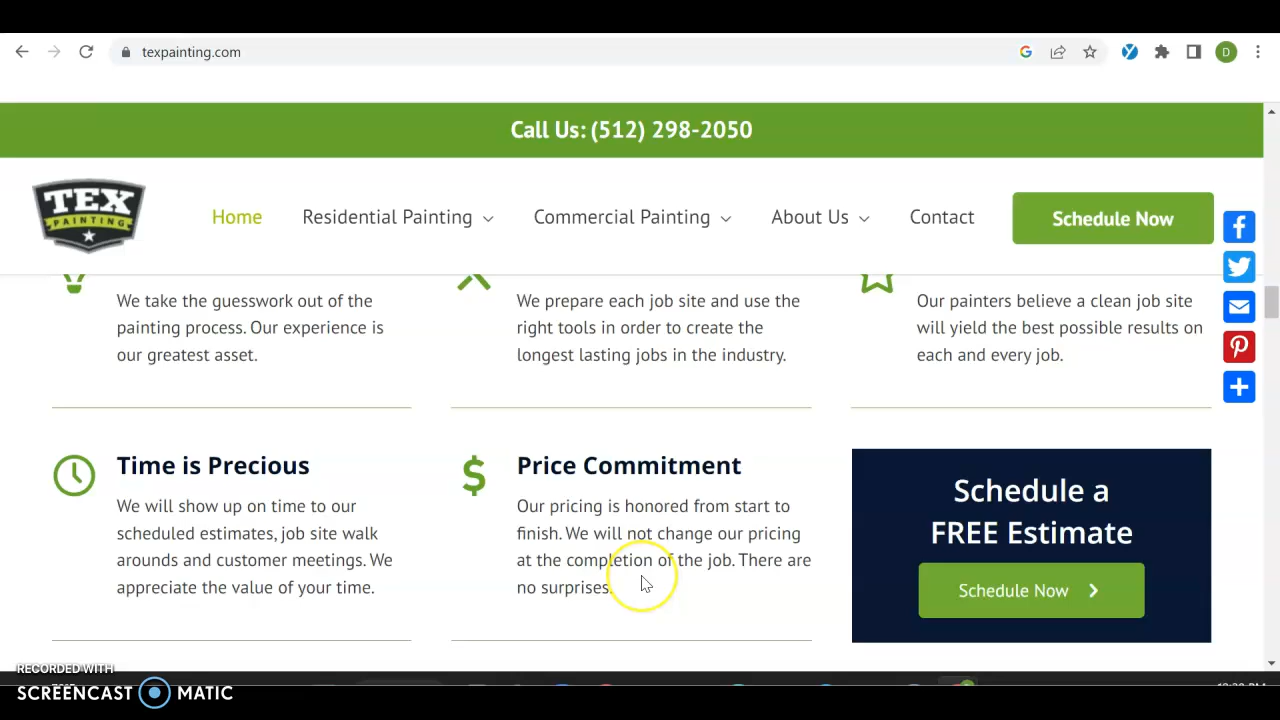 texpainting.com
D
Call Us: (512) 298-2050
TEX
PAINTING
Home
Residential Painting
Commercial Painting
About Us
Contact
Schedule Now
We take the guesswork out of the
painting process. Our experience is
our greatest asset.
We prepare each job site and use the
right tools in order to create the
longest lasting jobs in the industry.
Our painters believe a clean job site
will yield the best possible results on
each and every job.
Time is Precious
We will show up on time to our
scheduled estimates, job site walk
arounds and customer meetings. We
appreciate the value of your time.
$ Price Commitment
Our pricing is honored from start to
finish. We will not change our pricing
at the completion of the job. There are
no surprises.
Schedule a
FREE Estimate
Schedule Now
RECORDED WITH
SCREENCAST MATIC